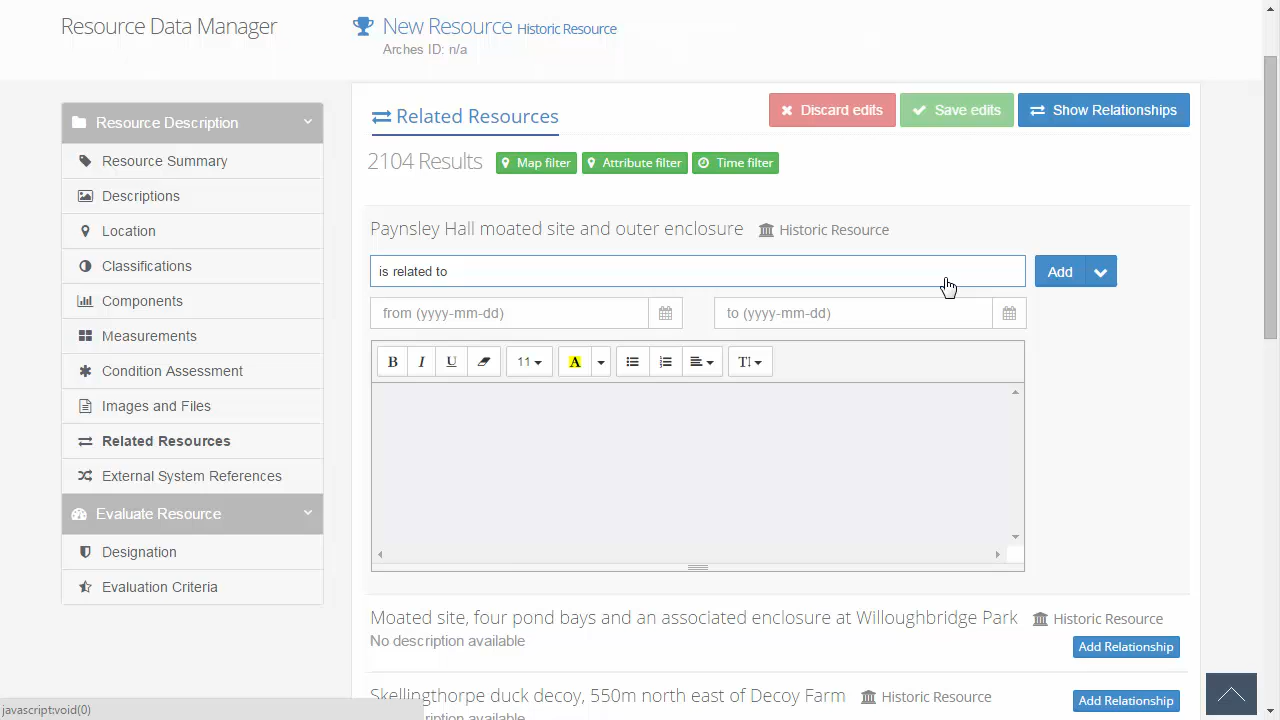 Resource Data Manager
New Resource Historic Resource
Arches ID: n/a
Resource Description
Resource Summary
Descriptions
Location
Classifications
Components
Measurements
Condition Assessment
Images and Files
Related Resources
External System References
Evaluate Resource
Designation
Evaluation Criteria
Related Resources
Discard edits
Save edits
Show Relationships
2104 Results Map filter Attribute filter Time filter
Paynsley Hall moated site and outer enclosure Historic Resource
is related to
Add
from (yyyy-mm-dd) to (yyyy-mm-dd)
B I U 11 A T
Moated site, four pond bays and an associated enclosure at Willoughbridge Park Historic Resource
No description available
Add Relationship
Skellingthorpe duck decoy, 550m north east of Decoy Farm Historic Resource
Add Relationship
ription available
javascript:void(0)